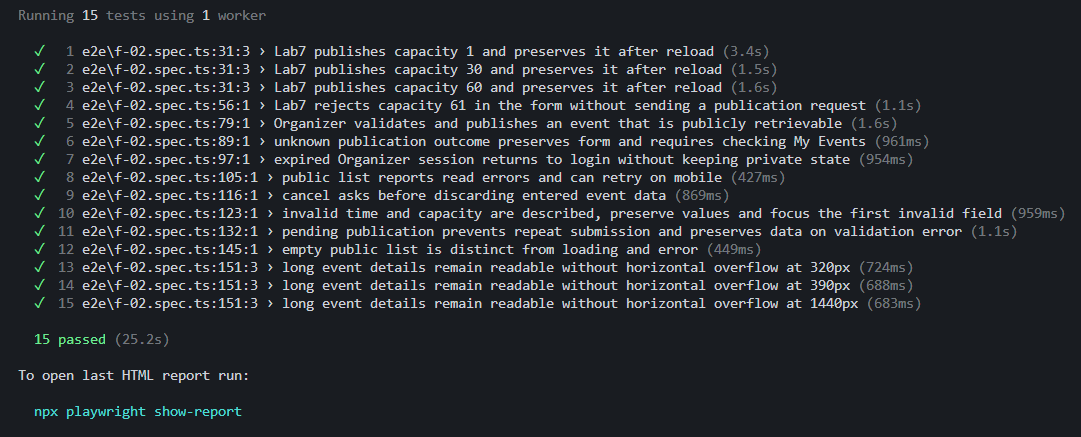 Running 15 tests using 1 worker
✓ 1 e2e\f-02.spec.ts:31:3 › Lab7 publishes capacity 1 and preserves it after reload (3.4s)
✓ 2 e2e\f-02.spec.ts:31:3 › Lab7 publishes capacity 30 and preserves it after reload (1.5s)
✓ 3 e2e\f-02.spec.ts:31:3 › Lab7 publishes capacity 60 and preserves it after reload (1.6s)
✓ 4 e2e\f-02.spec.ts:56:1 › Lab7 rejects capacity 61 in the form without sending a publication request (1.1s)
✓ 5 e2e\f-02.spec.ts:79:1 › Organizer validates and publishes an event that is publicly retrievable (1.6s)
✓ 6 e2e\f-02.spec.ts:89:1 › unknown publication outcome preserves form and requires checking My Events (961ms)
✓ 7 e2e\f-02.spec.ts:97:1 › expired Organizer session returns to login without keeping private state (954ms)
✓ 8 e2e\f-02.spec.ts:105:1 › public list reports read errors and can retry on mobile (427ms)
✓ 9 e2e\f-02.spec.ts:116:1 › cancel asks before discarding entered event data (869ms)
✓ 10 e2e\f-02.spec.ts:123:1 › invalid time and capacity are described, preserve values and focus the first invalid field (959ms)
✓ 11 e2e\f-02.spec.ts:132:1 › pending publication prevents repeat submission and preserves data on validation error (1.1s)
✓ 12 e2e\f-02.spec.ts:145:1 › empty public list is distinct from loading and error (449ms)
✓ 13 e2e\f-02.spec.ts:151:3 › long event details remain readable without horizontal overflow at 320px (724ms)
✓ 14 e2e\f-02.spec.ts:151:3 › long event details remain readable without horizontal overflow at 390px (688ms)
✓ 15 e2e\f-02.spec.ts:151:3 › long event details remain readable without horizontal overflow at 1440px (683ms)
15 passed (25.2s)
To open last HTML report run:
npx playwright show-report